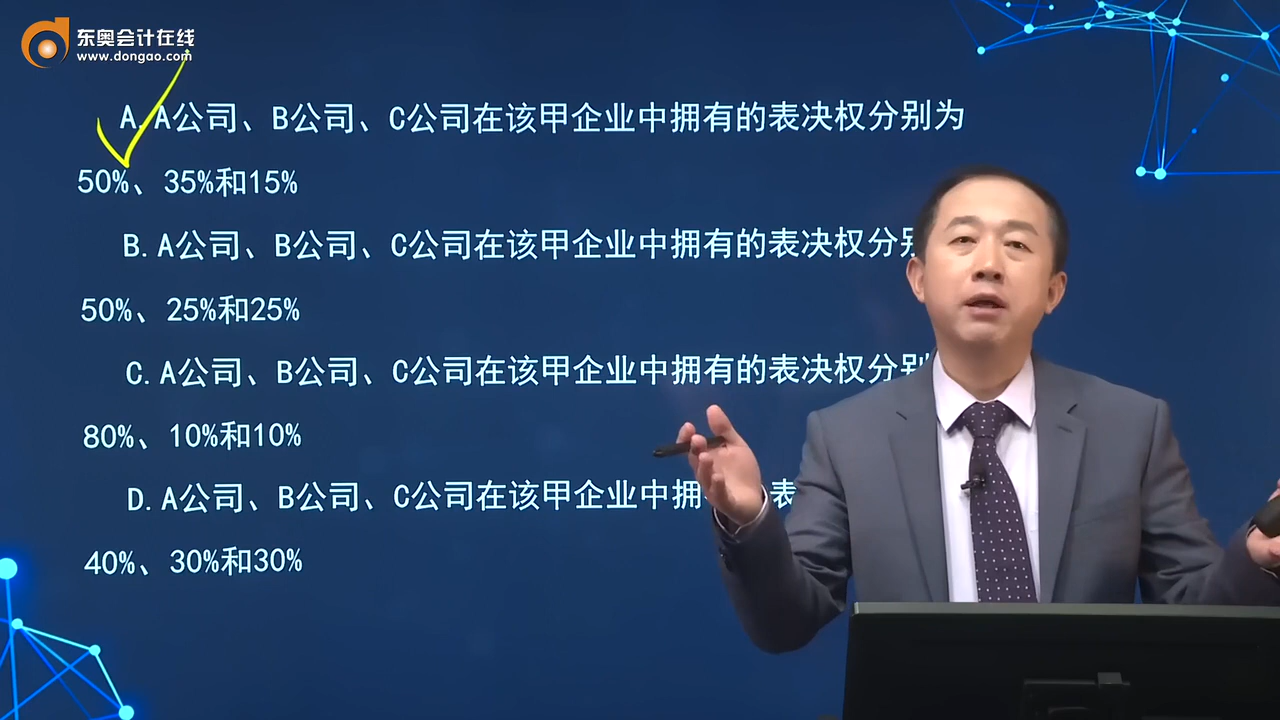 东奥会计在线
www.dongao.com
A.A公司、B公司、C公司在该甲企业中拥有的表决权分别为
50%、35%和15%
B.A公司、B公司、C公司在该甲企业中拥有的表决权分
50%、25%和25%
C.A公司、B公司、C公司在该甲企业中拥有的表决权分别
80%、10%和10%
D.A公司、B公司、C公司在该甲企业中拥有的表
40%、30%和30%